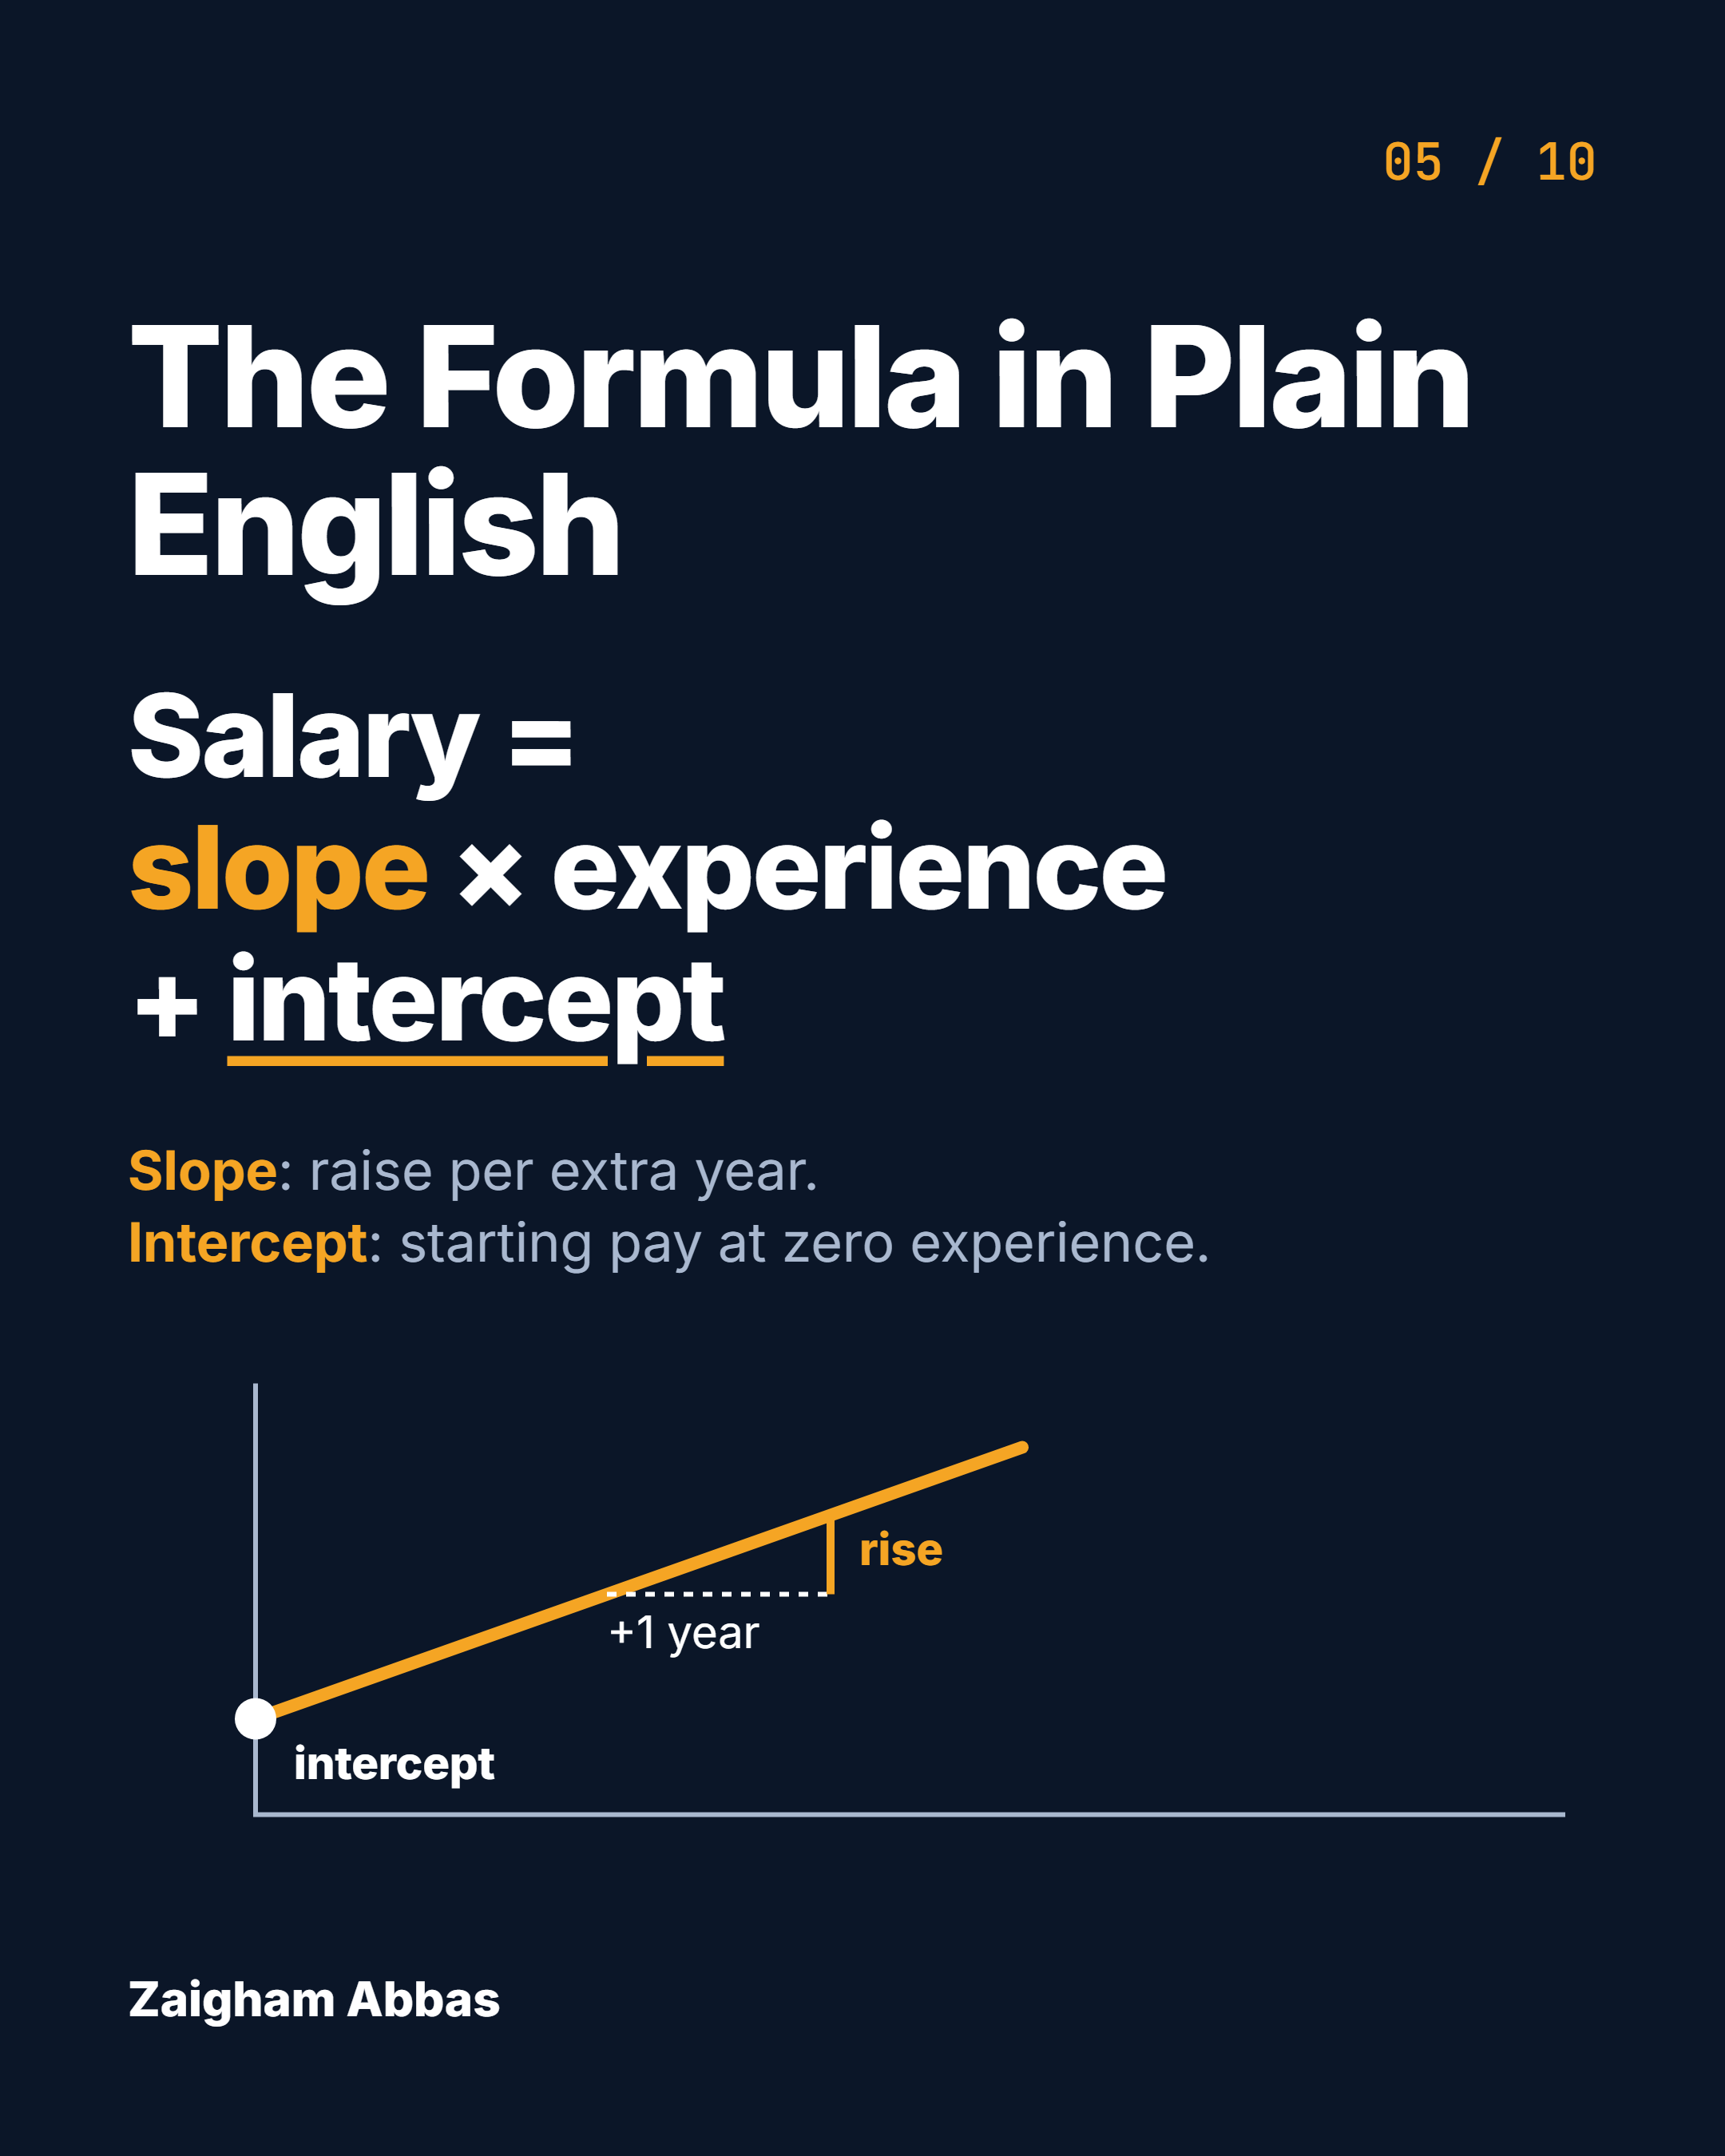 05 / 10
The Formula in Plain
English
Salary =
slope × experience
+ intercept
Slope: raise per extra year.
Intercept: starting pay at zero experience.
rise
+1 year
intercept
Zaigham Abbas